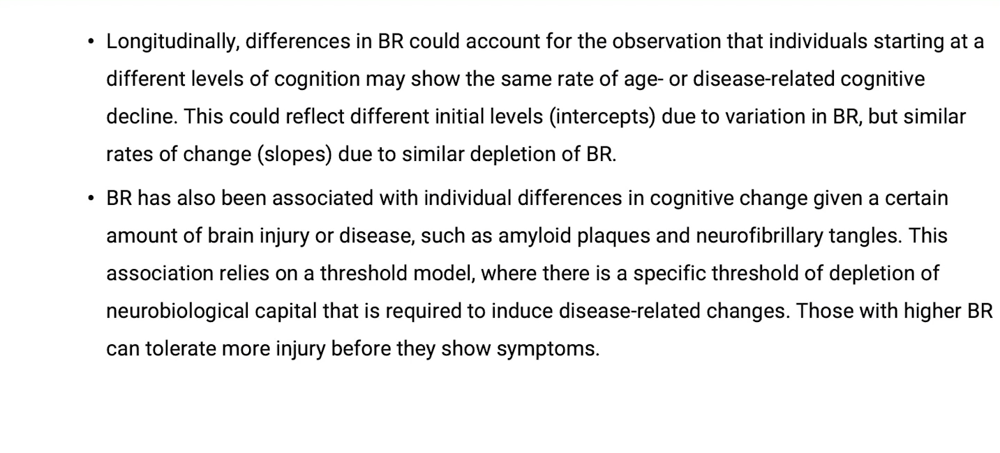 • Longitudinally, differences in BR could account for the observation that individuals starting at a
different levels of cognition may show the same rate of age- or disease-related cognitive
decline. This could reflect different initial levels (intercepts) due to variation in BR, but similar
rates of change (slopes) due to similar depletion of BR.
• BR has also been associated with individual differences in cognitive change given a certain
amount of brain injury or disease, such as amyloid plaques and neurofibrillary tangles. This
association relies on a threshold model, where there is a specific threshold of depletion of
neurobiological capital that is required to induce disease-related changes. Those with higher BR
can tolerate more injury before they show symptoms.